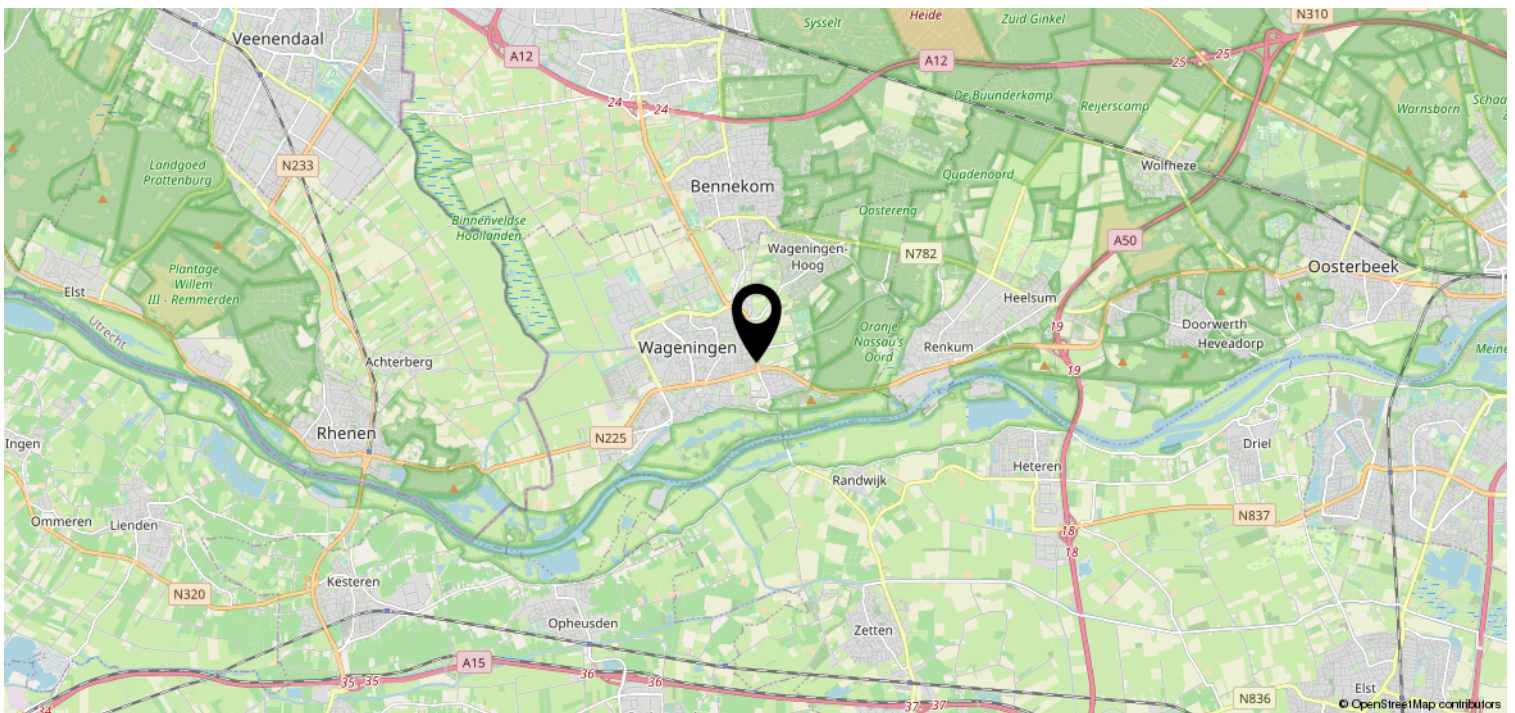 Sysselt
Heide
Zuid Ginkel
N310
Veenendaal
A12
A12
25
25
24
24
De Buunderkamp
Reijerscamp
Warnsborn
Landgoed
Prattenburg
N233
Wolfheze
Bennekom
Quadenoord
Oostereng
Binnenveldse
Hooilanden
Wageningen-
Hoog
N782
A50
Plantage
Willem
III - Remmerden
Oosterbeek
Elst
Heelsum
Utrecht
Oranje
Nassau's
Oord
19
Doorwerth
Heveadorp
Wageningen
Renkum
Achterberg
19
Rhenen
N225
Ingen
Driel
Heteren
Randwijk
Ommeren
Lienden
N837
18
18
Kesteren
N320
Opheusden
Zetten
A15
35
35
36
36
Elst
N836
34
37
37
© OpenStreetMap contributors